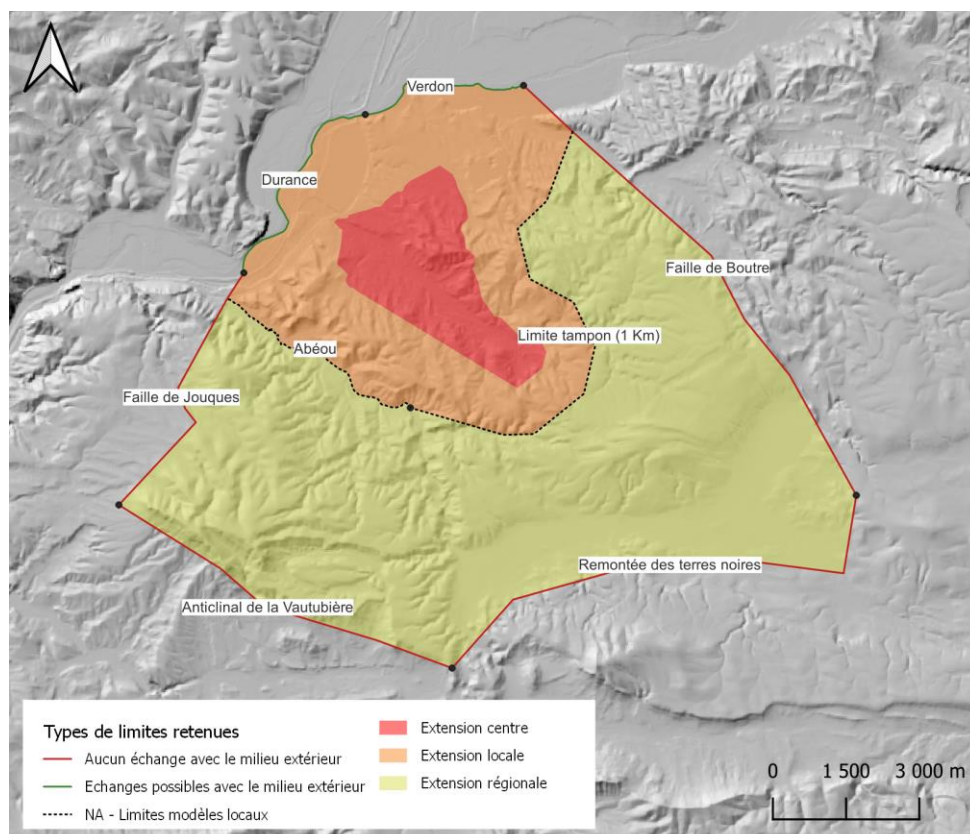 Verdon
Durance
Faille de Boutre
Limite tampon (1 Km)
Abéou
Faille de Jouques
Remontée des terres noires
Anticlinal de la Vautubière
Types de limites retenues
Aucun échange avec le milieu extérieur
Echanges possibles avec le milieu extérieur
NA - Limites modèles locaux
Extension centre
Extension locale
Extension régionale
0 1 500 3 000 m